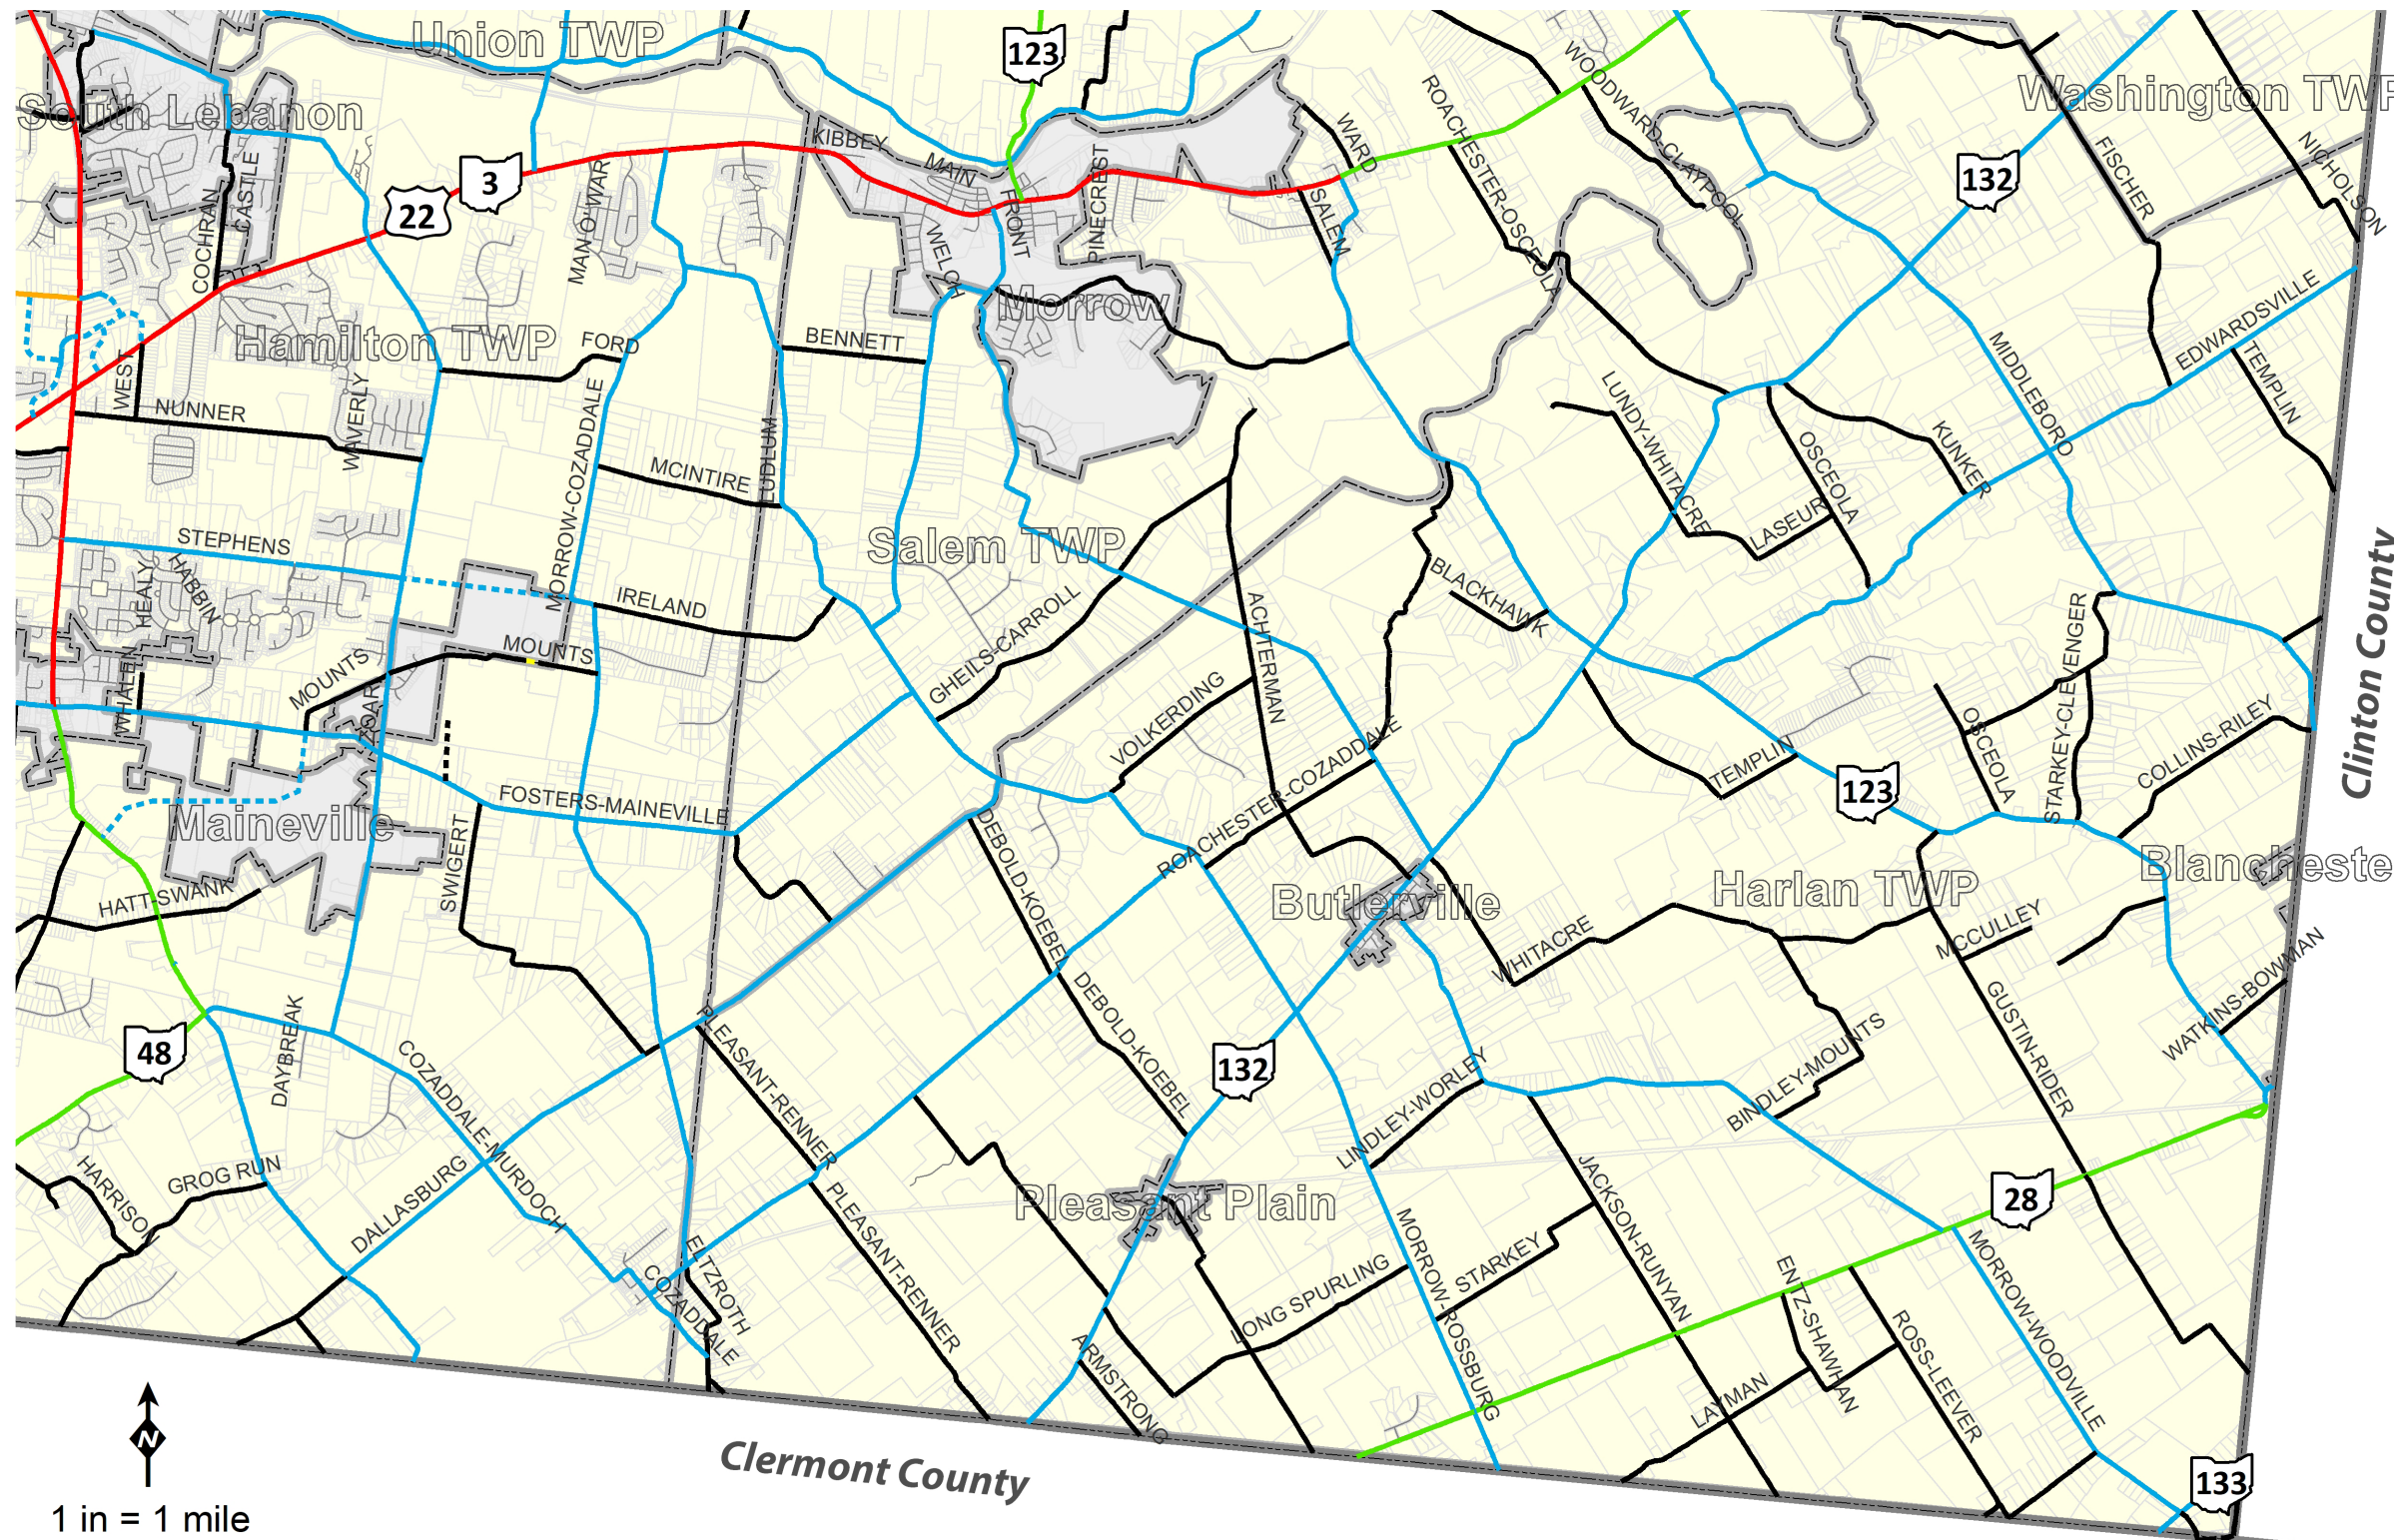 Union TWP
123
WOODWARD-CLAYPOOL
ROACHESTER-OSCEOLA
Washington TWP
South Lebanon
KIBBEY
MAIN
WARD
FISCHER
NICHOLSON
132
3
22
CASTLE
COCHRAN
MAN O' WAR
FRONT
PINECREST
WELCH
SALEM
Morrow
Hamilton TWP
FORD
BENNETT
EDWARDSVILLE
TEMPLIN
MIDDLEBORO
WEST
NUNNER
WAVERLY
MORROW-COZADDALE
LUDLUM
MCINTIRE
LUNDY-WHITACRE
OSCEOLA
KUNKER
LASEUR
STEPHENS
Salem TWP
HEALY
HABBIN
IRELAND
BLACKHAWK
ACHTERMAN
GHEILS-CARROLL
STARKEY-CLEVENGER
Clinton County
MOUNTS
MOUNTS
WHALEN
ZOAR
VOLKERDING
OSCEOLA
COLLINS-RILEY
TEMPLIN
ROACHESTER-COZADDALE
123
FOSTERS-MAINEVILLE
Maineville
SWIGERT
DEBOLD-KOEBEL
Butlerville
Harlan TWP
Blancheste
HATT-SWANK
WHITACRE
MCCULLEY
WATKINS-BOWMAN
DEBOLD-KOEBEL
GUSTIN-RIDER
48
DAYBREAK
COZADDALE-MURDOCH
PLEASANT-RENNER
132
LINDLEY-WORLEY
BINDLEY-MOUNTS
HARRISON
GROG RUN
DALLASBURG
PLEASANT-RENNER
Pleasant Plain
JACKSON-RUNYAN
28
ELTZROTH
COZADDALE
LONG SPURLING
MORROW-ROSSBURG
STARKEY
ENTZ-SHAWHAN
MORROW-WOODVILLE
ROSS-LEEVER
ARMSTRONG
LAYMAN
Clermont County
133
N
1 in = 1 mile